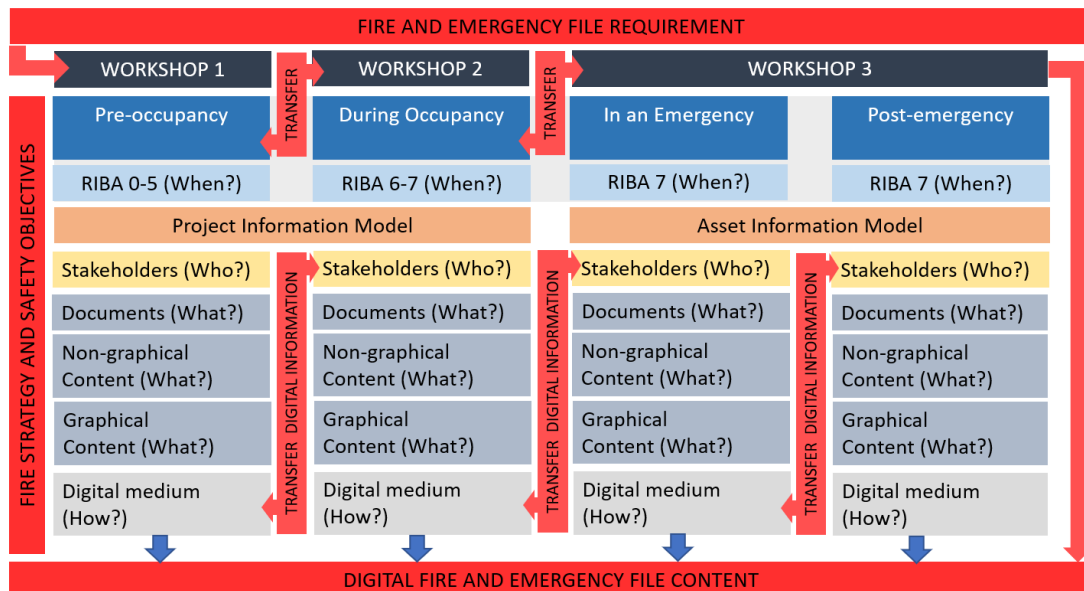 FIRE AND EMERGENCY FILE REQUIREMENT
WORKSHOP 1
WORKSHOP 2
WORKSHOP 3
TRANSFER
TRANSFER
Pre-occupancy
During Occupancy
In an Emergency
Post-emergency
RIBA 0-5 (When?)
RIBA 6-7 (When?)
RIBA 7 (When?)
RIBA 7 (When?)
Project Information Model
Asset Information Model
FIRE STRATEGY AND SAFETY OBJECTIVES
Stakeholders (Who?)
Stakeholders (Who?)
Stakeholders (Who?)
Stakeholders (Who?)
Documents (What?)
Documents (What?)
Documents (What?)
Documents (What?)
Non-graphical
Content (What?)
Non-graphical
Content (What?)
Non-graphical
Content (What?)
Non-graphical
Content (What?)
Graphical
Content (What?)
Graphical
Content (What?)
Graphical
Content (What?)
Graphical
Content (What?)
Digital medium
(How?)
Digital medium
(How?)
Digital medium
(How?)
Digital medium
(How?)
TRANSFER DIGITAL INFORMATION
TRANSFER DIGITAL INFORMATION
TRANSFER DIGITAL INFORMATION
DIGITAL FIRE AND EMERGENCY FILE CONTENT